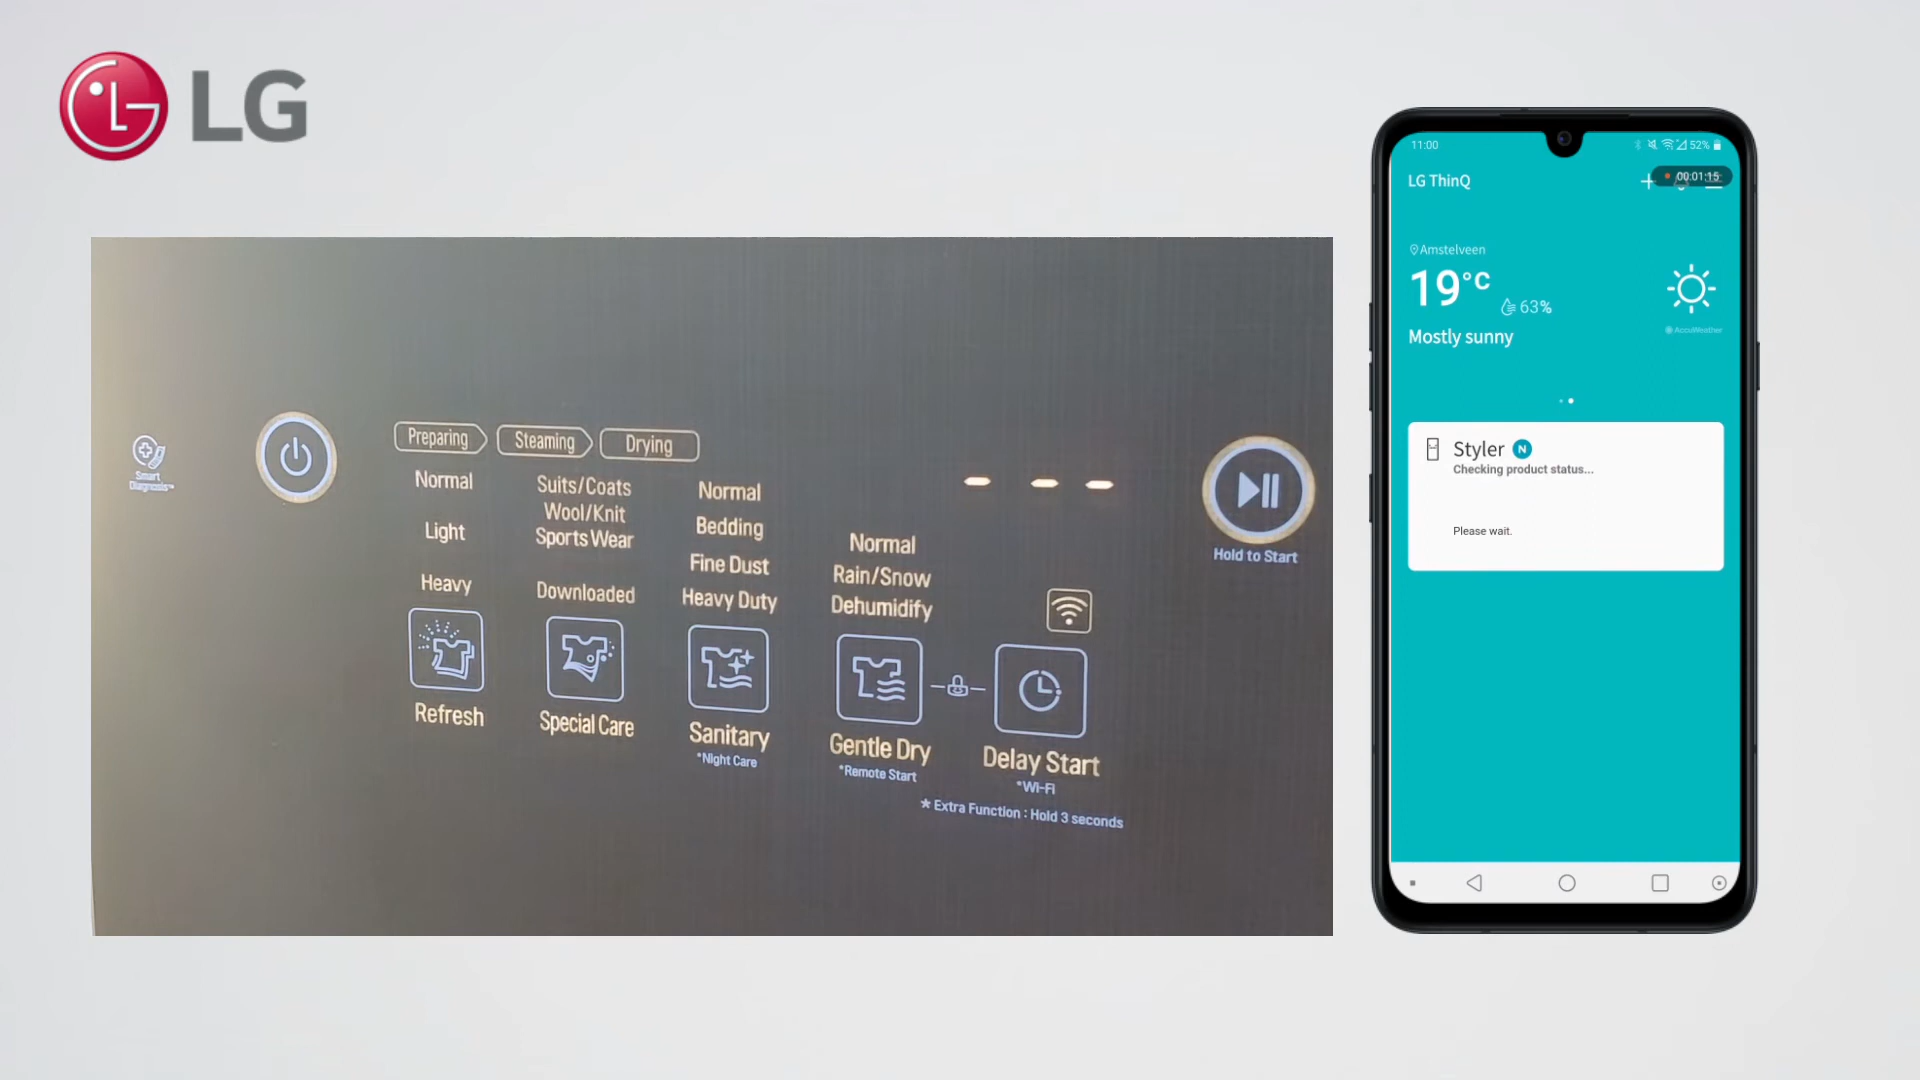 LG
Smart
Diagnosis™
Preparing
Steaming
Drying
Normal
Light
Heavy
Refresh
Suits/Coats
Wool/Knit
Sports Wear
Downloaded
Special Care
Normal
Bedding
Fine Dust
Heavy Duty
Sanitary
*Night Care
Normal
Rain/Snow
Dehumidify
Gentle Dry
*Remote Start
Delay Start
*Wi-Fi
* Extra Function : Hold 3 seconds
Hold to Start
11:00
52%
LG ThinQ
00:01:15
Amstelveen
19°C
63%
Mostly sunny
AccuWeather
Styler N
Checking product status...
Please wait.